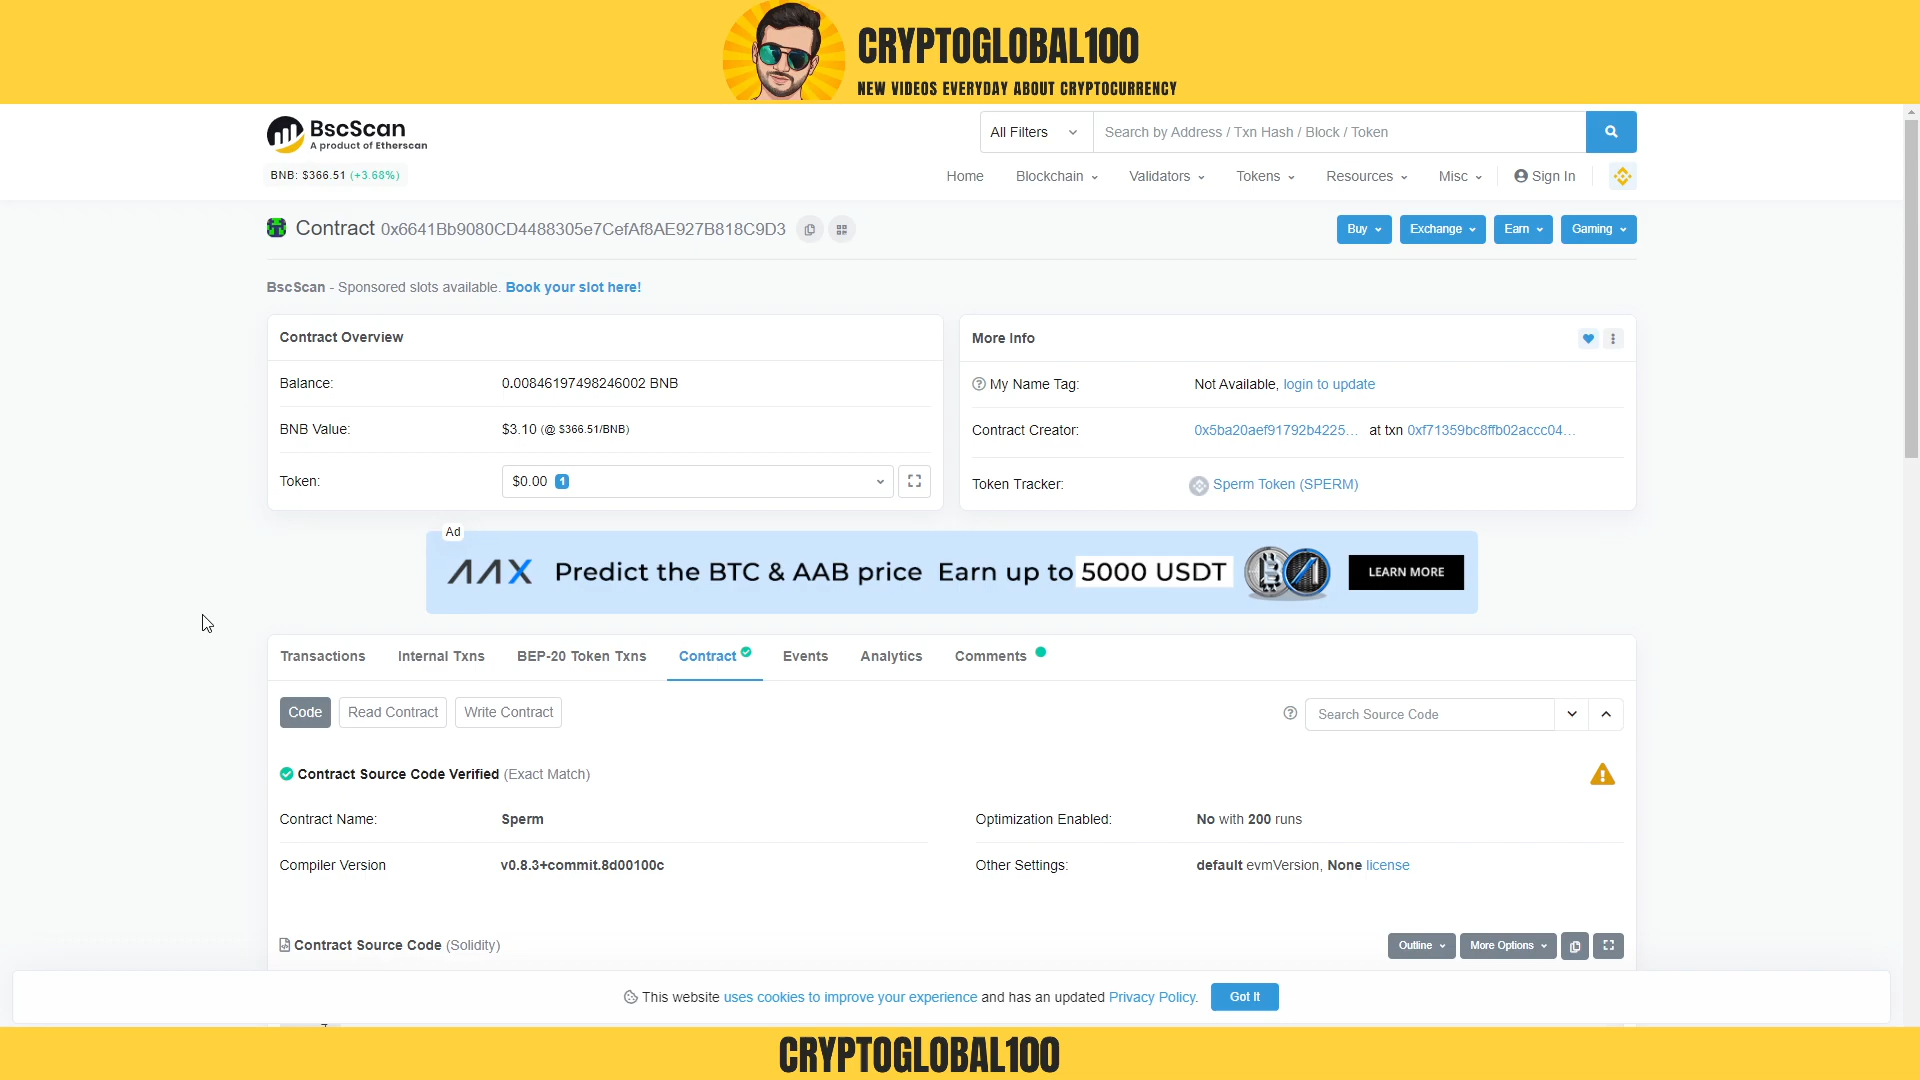 CRYPTOGLOBAL100
NEW VIDEOS EVERYDAY ABOUT CRYPTOCURRENCY
BscScan
A product of Etherscan
All Filters
Search by Address / Txn Hash / Block / Token
BNB: $366.51 (+3.68%)
Home Blockchain Validators Tokens Resources Misc Sign In
Contract 0x6641Bb9080CD4488305e7CefAf8AE927B818C9D3
Buy Exchange Earn Gaming
BscScan - Sponsored slots available. Book your slot here!
Contract Overview
Balance: 0.00846197498246002 BNB
BNB Value: $3.10 (@ $366.51/BNB)
Token: $0.00 1
More Info
My Name Tag: Not Available, login to update
Contract Creator: 0x5ba20aef91792b4225... at txn 0xf71359bc8ffb02accc04...
Token Tracker: Sperm Token (SPERM)
Ad
AAX Predict the BTC & AAB price Earn up to 5000 USDT LEARN MORE
Transactions Internal Txns BEP-20 Token Txns Contract Events Analytics Comments
Code Read Contract Write Contract
Search Source Code
Contract Source Code Verified (Exact Match)
Contract Name: Sperm
Optimization Enabled: No with 200 runs
Compiler Version v0.8.3+commit.8d00100c
Other Settings: default evmVersion, None license
Contract Source Code (Solidity)
Outline More Options
This website uses cookies to improve your experience and has an updated Privacy Policy. Got It
CRYPTOGLOBAL100